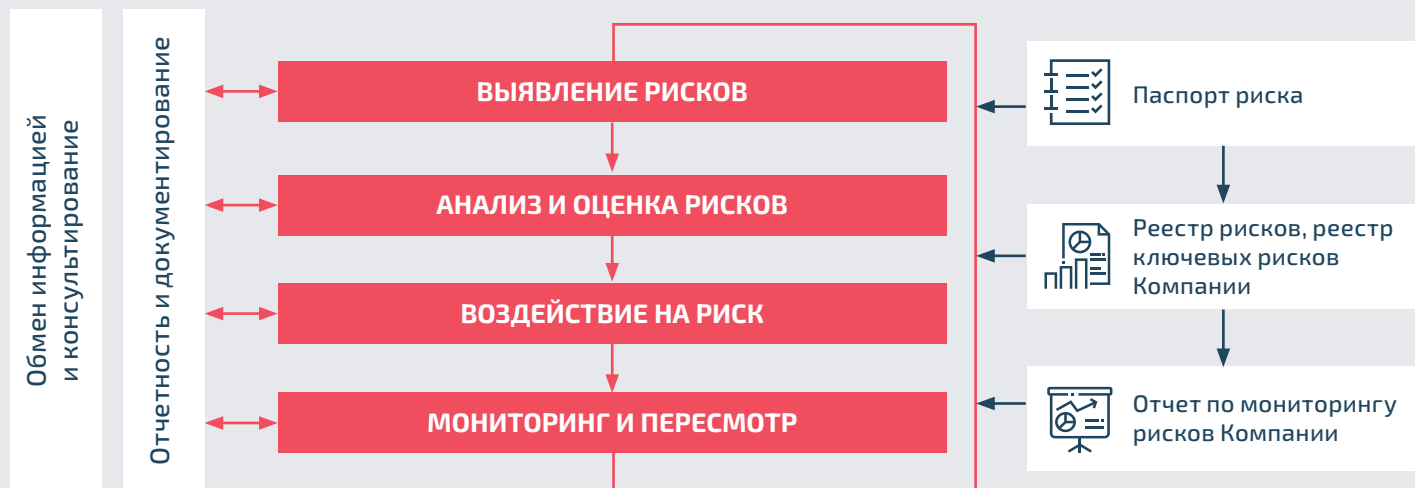 Обмен информацией
и консультирование
Отчетность и документирование
ВЫЯВЛЕНИЕ РИСКОВ
АНАЛИЗ И ОЦЕНКА РИСКОВ
ВОЗДЕЙСТВИЕ НА РИСК
МОНИТОРИНГ И ПЕРЕСМОТР
Паспорт риска
Реестр рисков, реестр
ключевых рисков
Компании
Отчет по мониторингу
рисков Компании